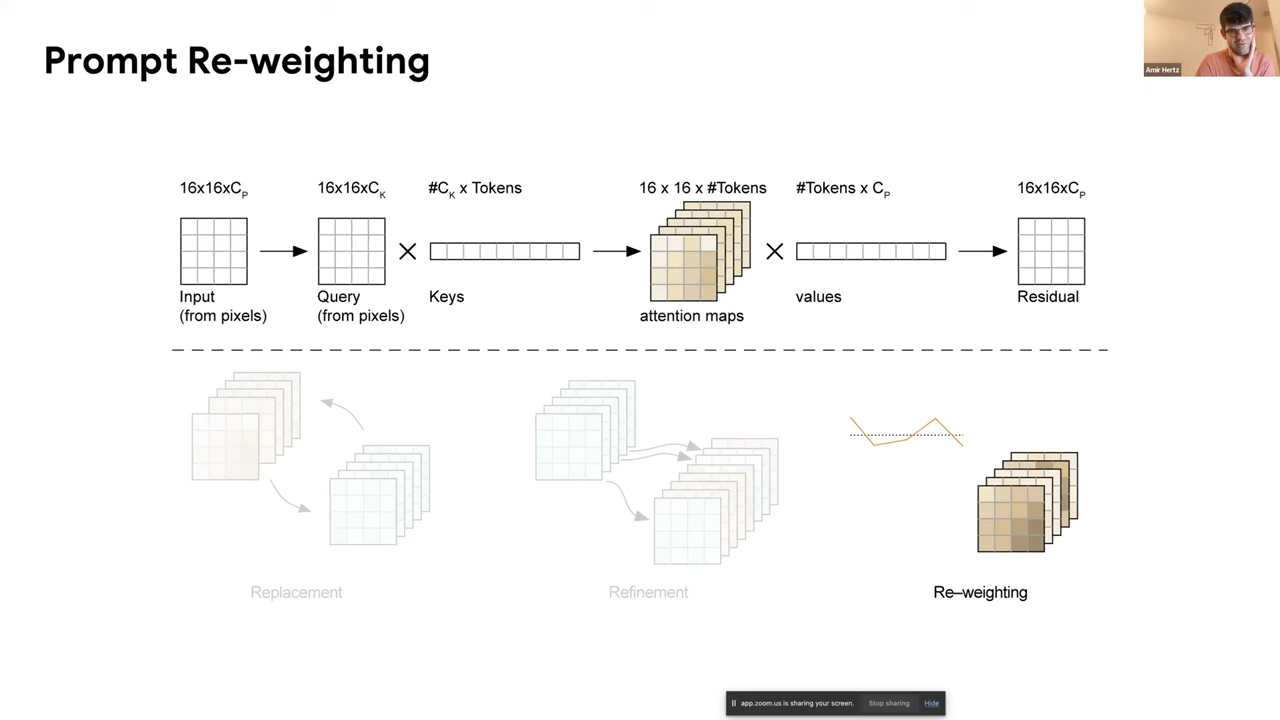 Prompt Re-weighting
Amir Hertz
16x16xCP
16x16xCK
#CK x Tokens
16 x 16 x #Tokens
#Tokens x CP
16x16xCP
Input
(from pixels)
Query
(from pixels)
Keys
attention maps
values
Residual
Replacement
Refinement
Re–weighting
app.zoom.us is sharing your screen.
Stop sharing
Hide